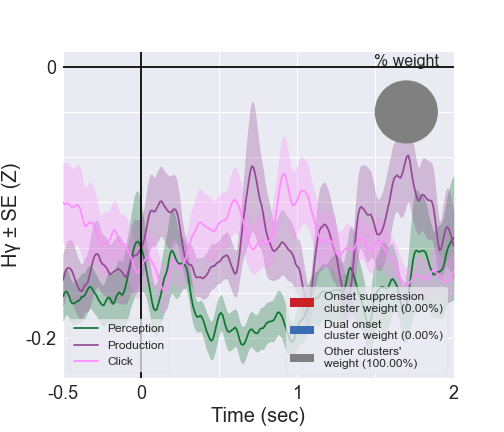 % weight
0
Hγ ± SE (Z)
-0.2
Onset suppression
cluster weight (0.00%)
Dual onset
cluster weight (0.00%)
Other clusters'
weight (100.00%)
Perception
Production
Click
-0.5 0 1 2
Time (sec)